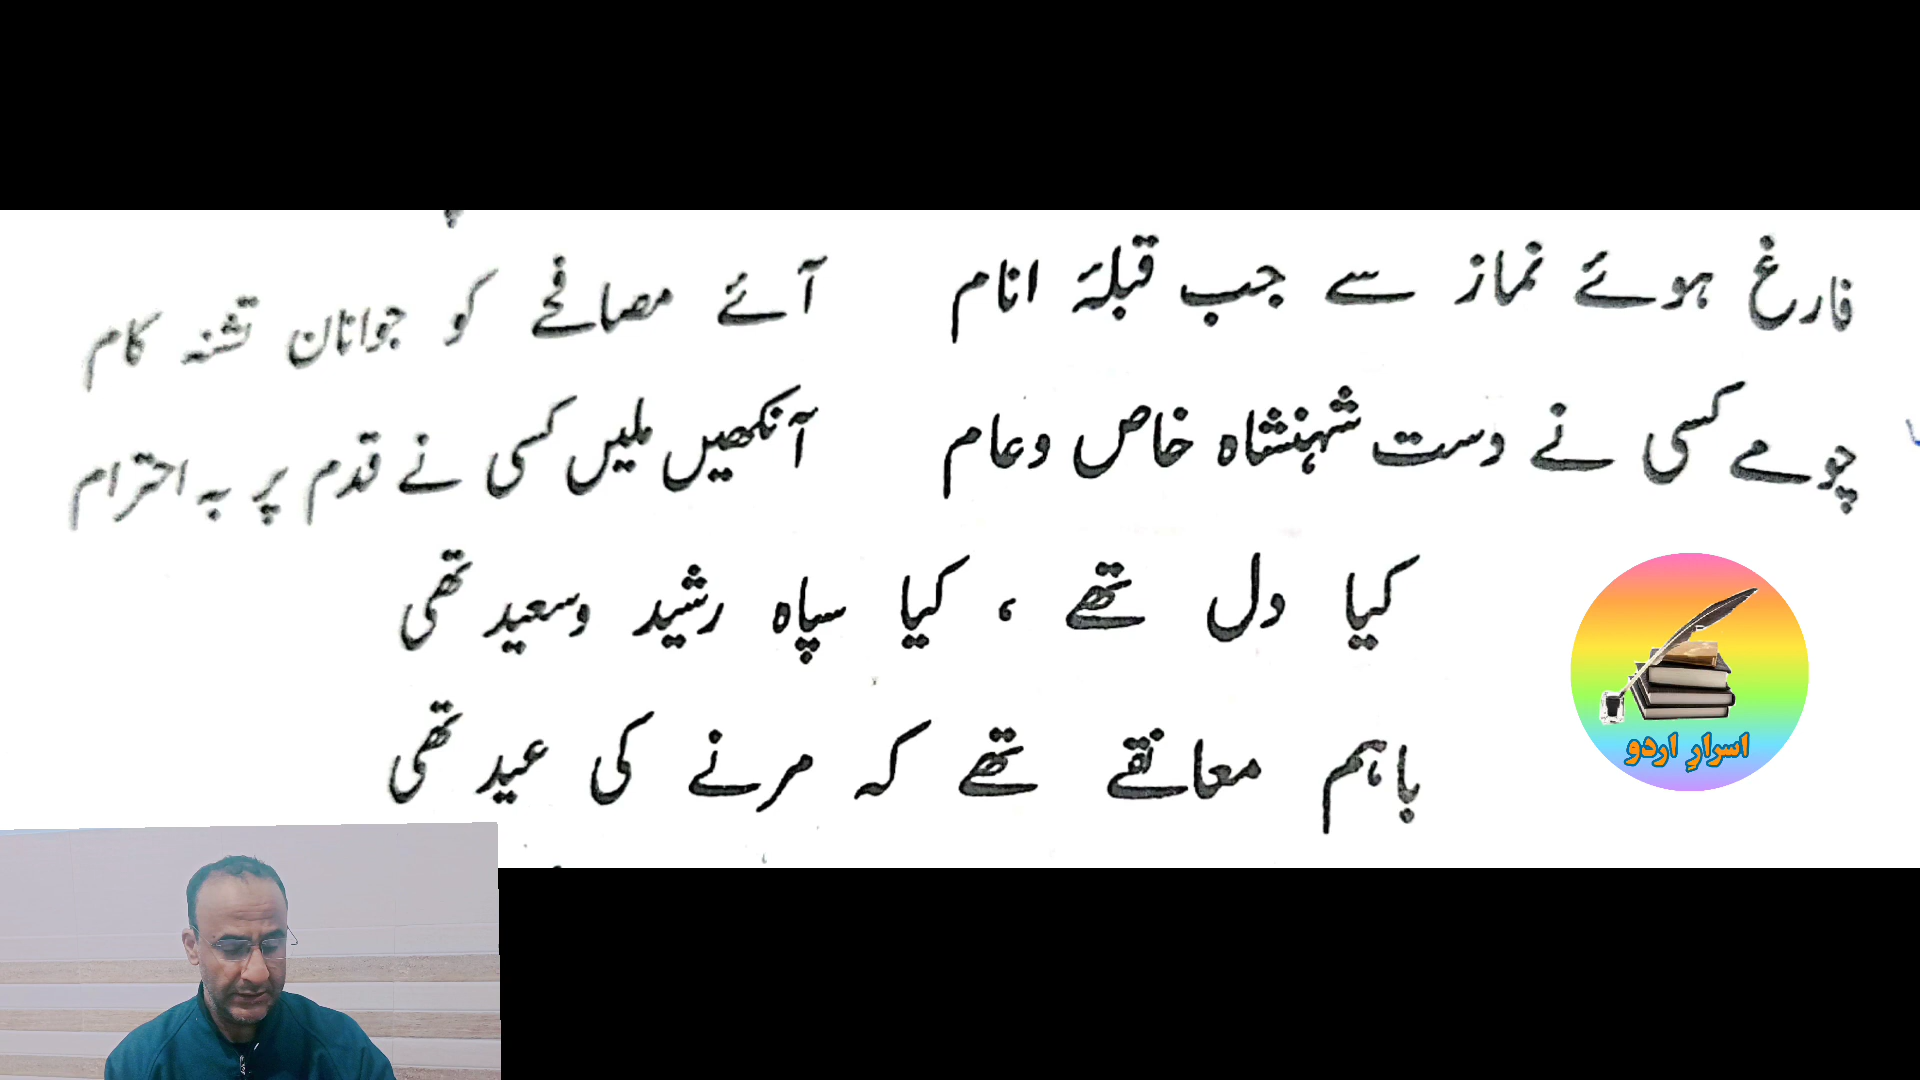 فارغ ہوئے نماز سے جب قبلۂ انام آئے مصافحے کو جوانان تشنہ کام
چومے کسی نے دست شہنشاہ خاص وعام آنکھیں ملیں کسی نے قدم پر بہ احترام
کیا دل تھے ، کیا سپاہ رشید وسعید تھی
باہم معانقے تھے کہ مرنے کی عید تھی
اسرارِ اردو